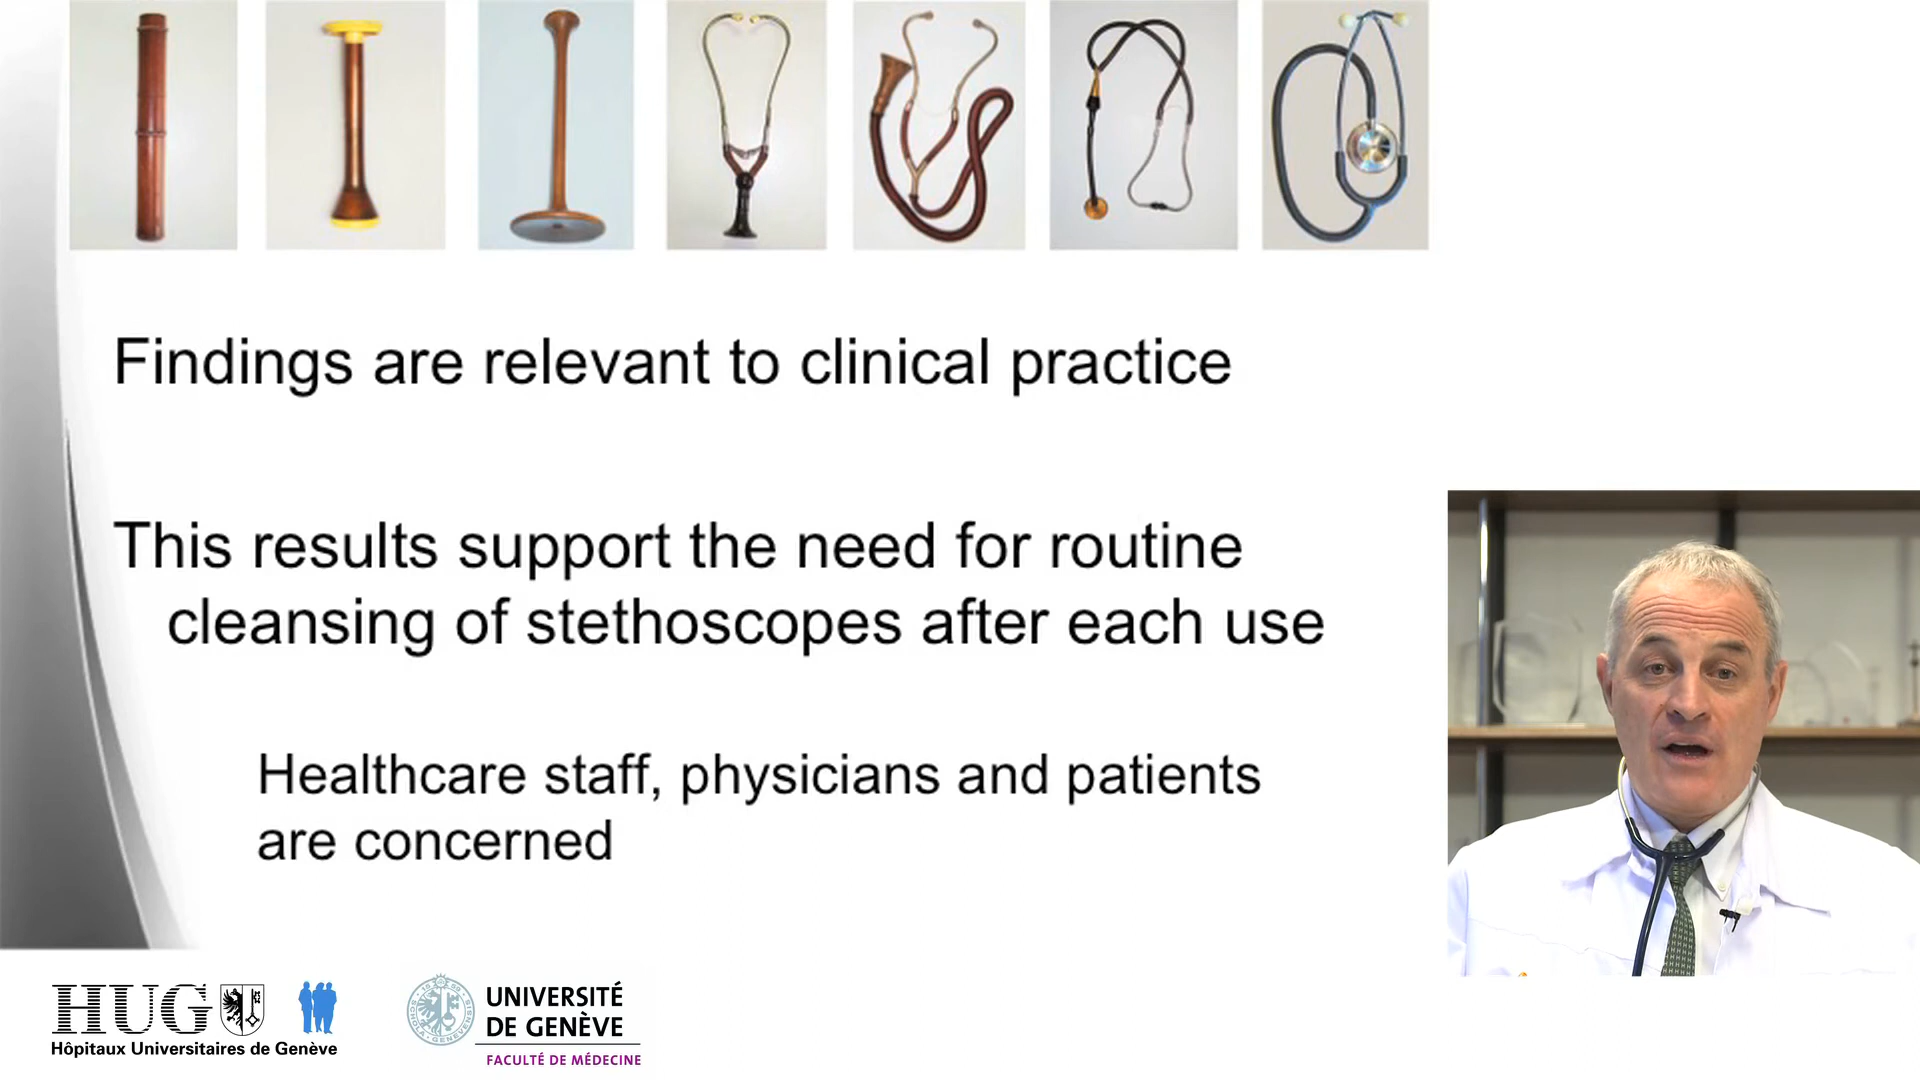 Findings are relevant to clinical practice
This results support the need for routine
cleansing of stethoscopes after each use
Healthcare staff, physicians and patients
are concerned
HUG
Hôpitaux Universitaires de Genève
UNIVERSITÉ
DE GENÈVE
FACULTÉ DE MÉDECINE